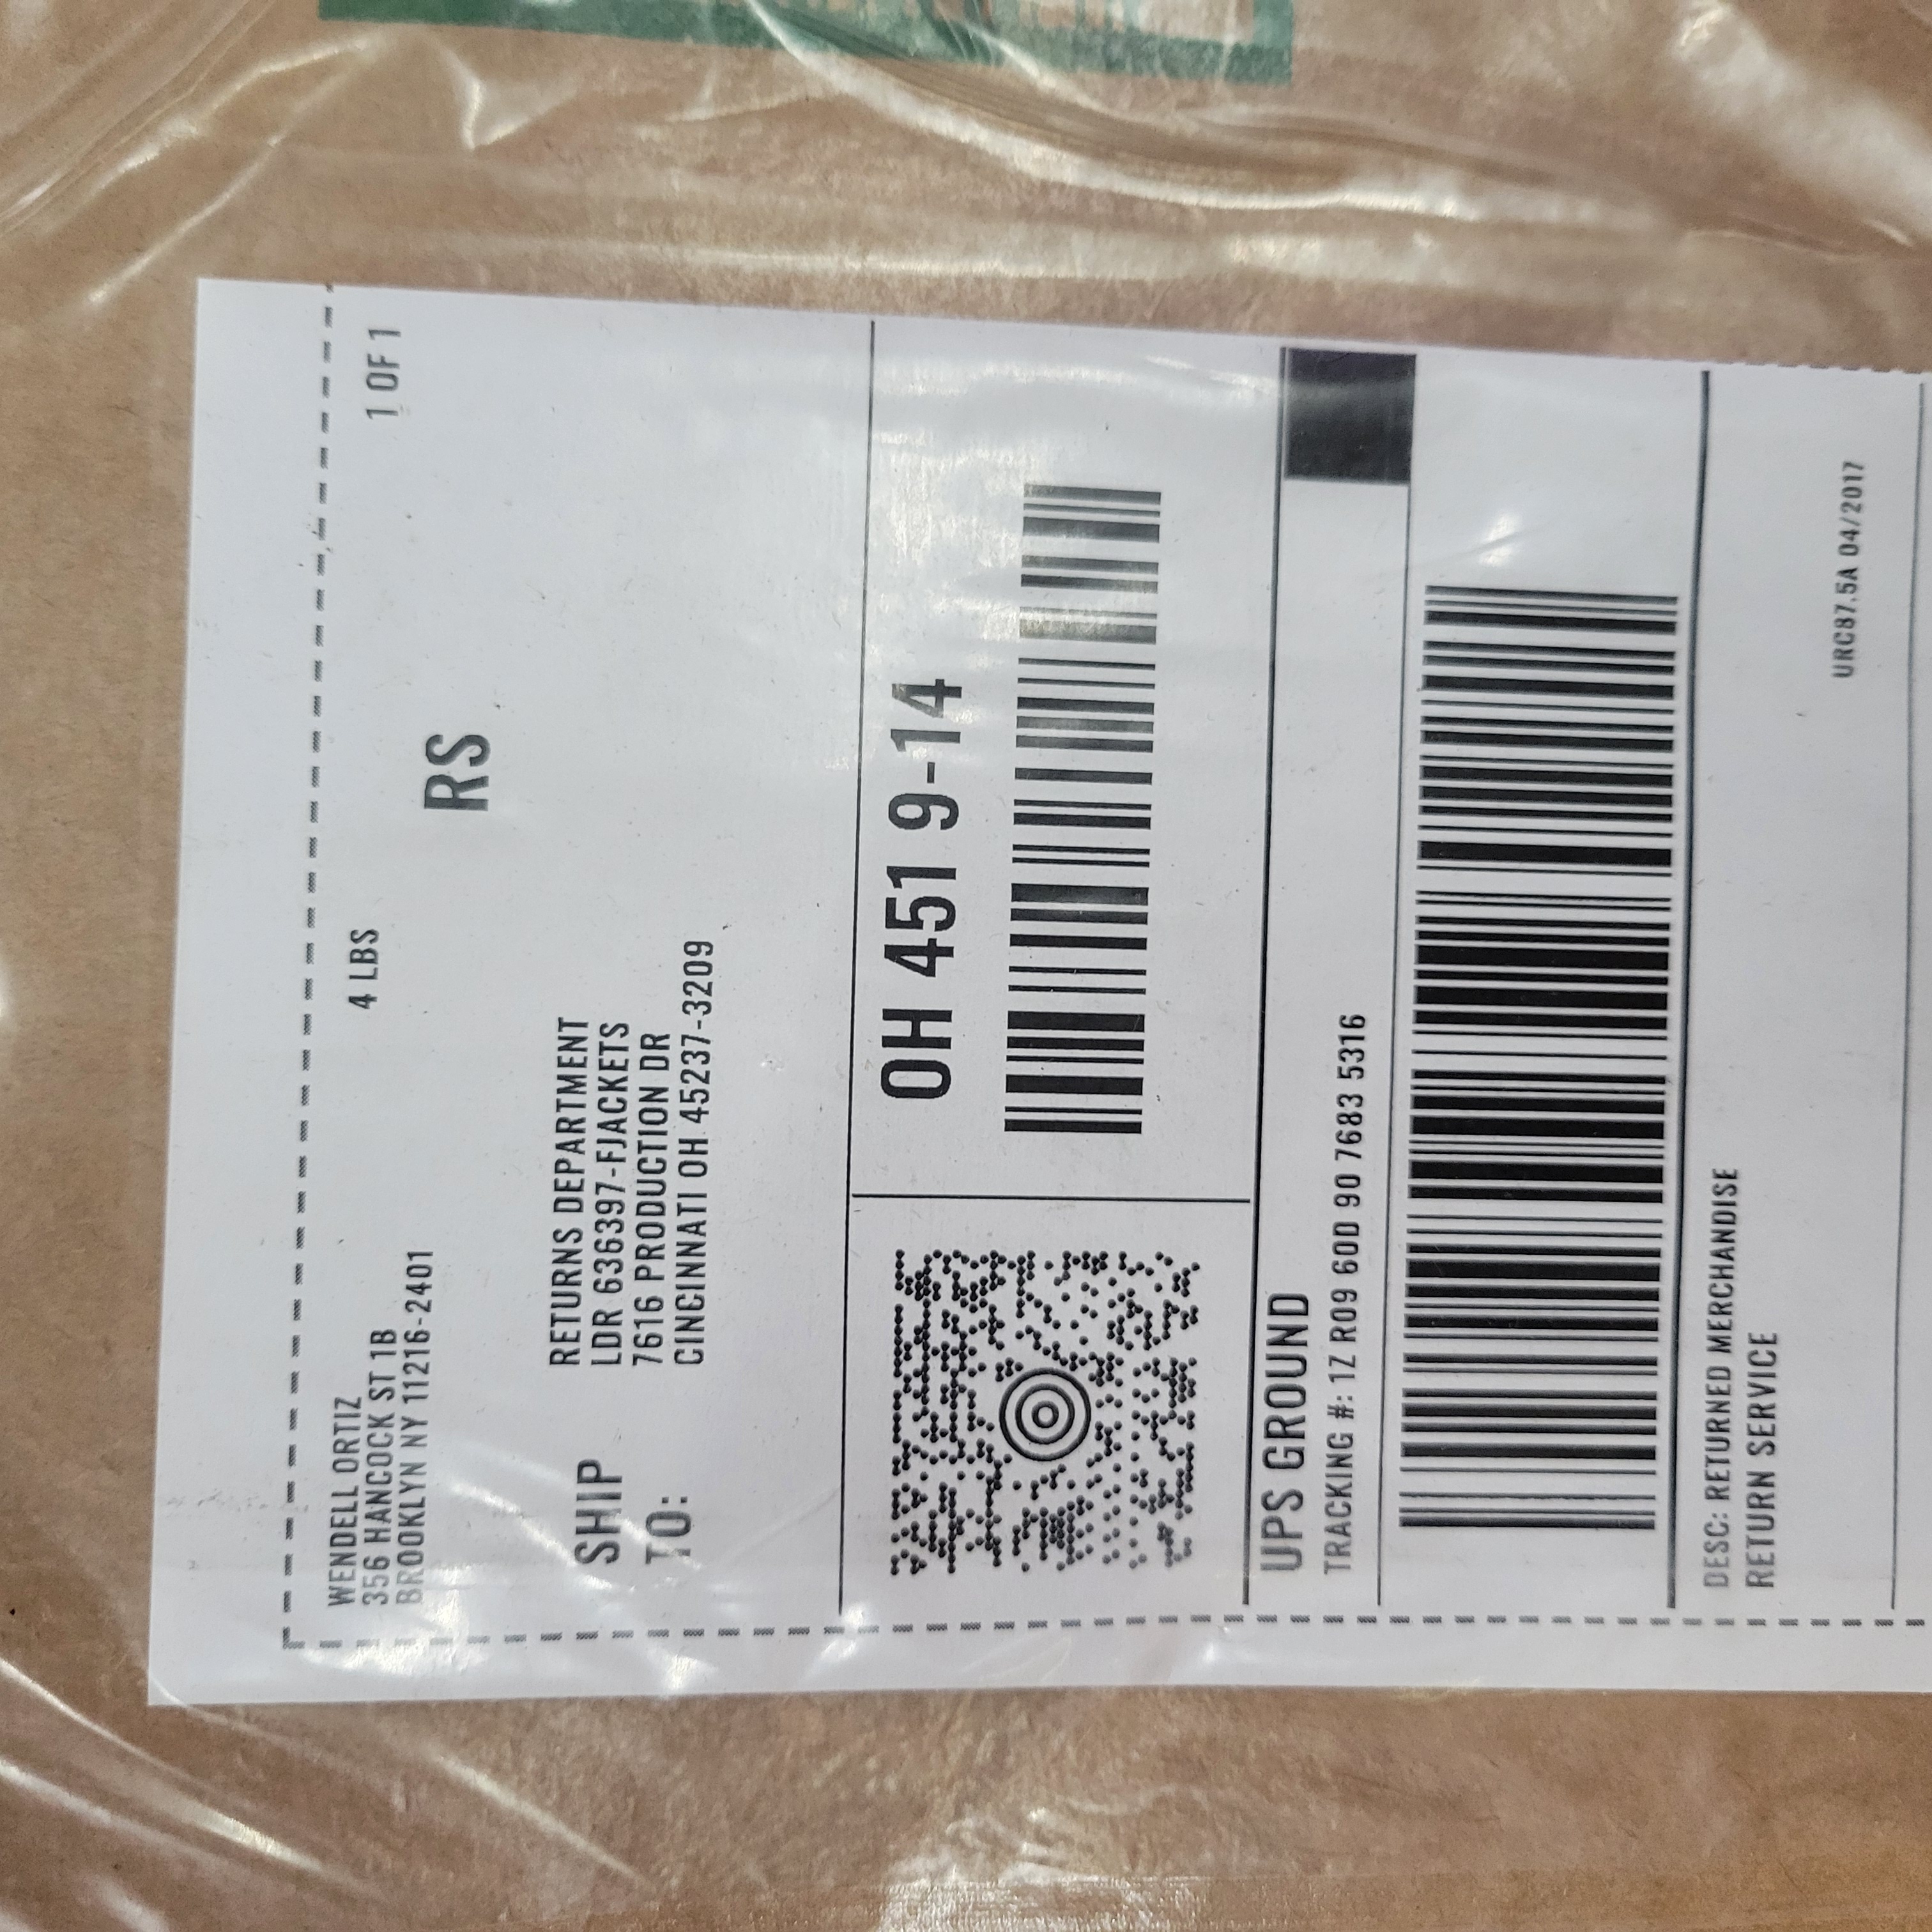 WENDELL ORTIZ
356 HANCOCK ST 1B
BROOKLYN NY 11216-2401
4 LBS
1 OF 1
RS
SHIP
TO:
RETURNS DEPARTMENT
LDR 636397-FJACKETS
7616 PRODUCTION DR
CINCINNATI OH 45237-3209
OH 451 9-14
UPS GROUND
TRACKING #: 1Z R09 60D 90 7683 5316
DESC: RETURNED MERCHANDISE
RETURN SERVICE
URC87.5A 04/2017